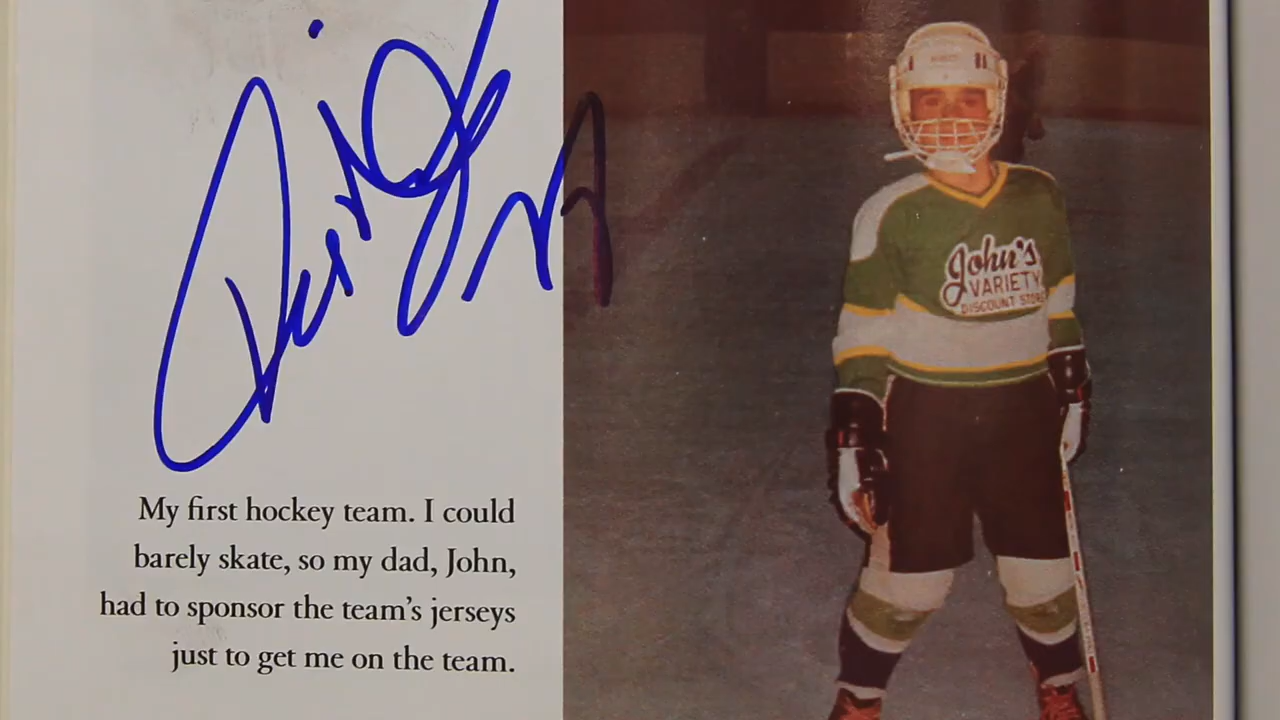 My first hockey team. I could
barely skate, so my dad, John,
had to sponsor the team's jerseys
just to get me on the team.
John's
VARIETY
DISCOUNT STORE